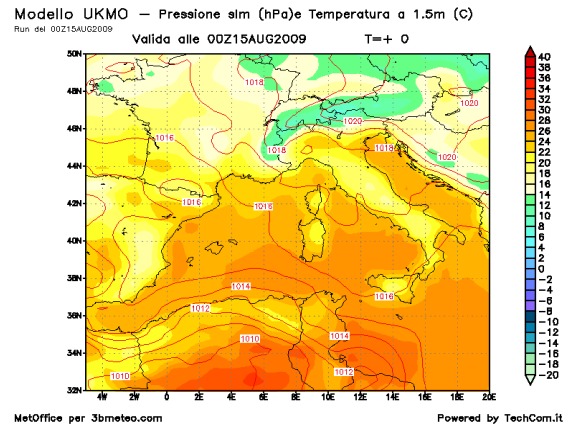 Modello UKMO – Pressione slm (hPa)e Temperatura a 1.5m (C)
Run del 00Z15AUG2009
Valida alle 00Z15AUG2009 T=+ 0
50N
48N
46N
44N
42N
40N
38N
36N
34N
32N
4W 2W 0 2E 4E 6E 8E 10E 12E 14E 16E 18E 20E
1018
1020
1020
1016
1018
1018
1020
1016
1016
1014
1016
1012
1010
1014
1010
1012
40
38
36
34
32
30
28
26
24
22
20
18
16
14
12
10
8
6
4
2
0
-2
-4
-6
-8
-10
-12
-14
-16
-18
-20
MetOffice per 3bmeteo.com
Powered by TechCom.it